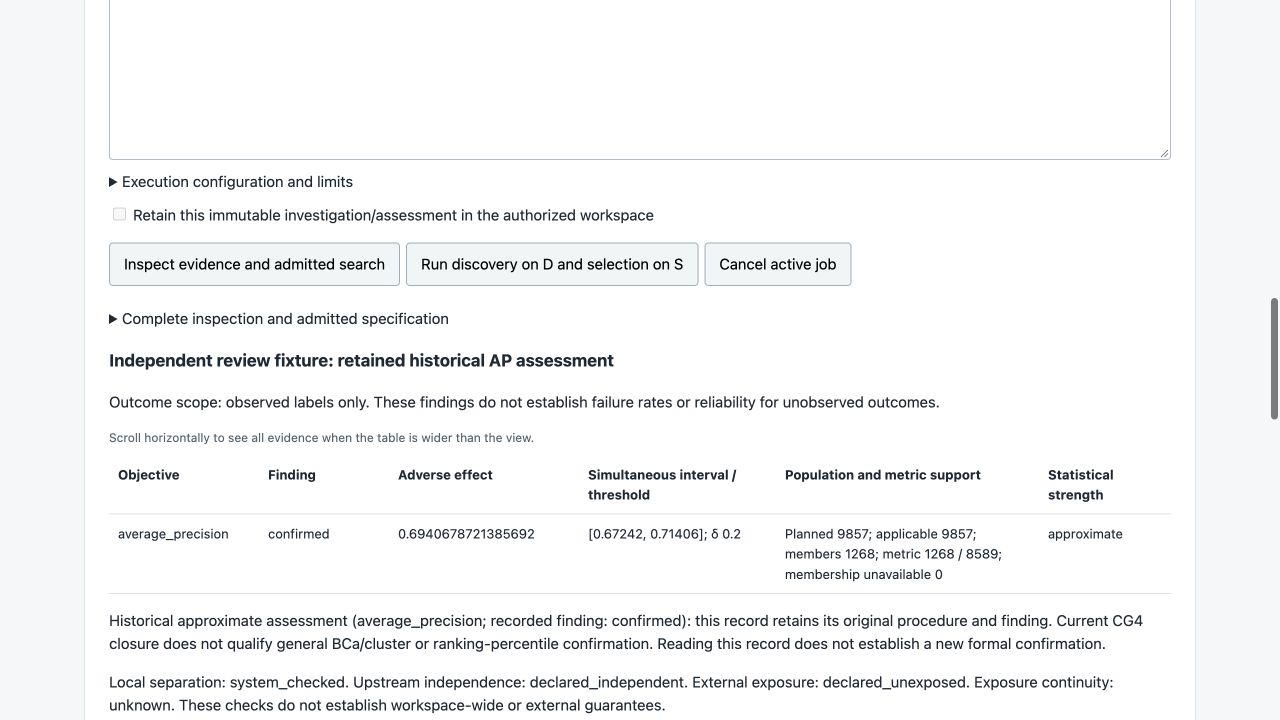 ▶ Execution configuration and limits
Retain this immutable investigation/assessment in the authorized workspace
Inspect evidence and admitted search
Run discovery on D and selection on S
Cancel active job
▶ Complete inspection and admitted specification
Independent review fixture: retained historical AP assessment
Outcome scope: observed labels only. These findings do not establish failure rates or reliability for unobserved outcomes.
Scroll horizontally to see all evidence when the table is wider than the view.
Objective Finding Adverse effect Simultaneous interval / threshold Population and metric support Statistical strength
average_precision confirmed 0.6940678721385692 [0.67242, 0.71406]; δ 0.2 Planned 9857; applicable 9857; members 1268; metric 1268 / 8589; membership unavailable 0 approximate
Historical approximate assessment (average_precision; recorded finding: confirmed): this record retains its original procedure and finding. Current CG4
closure does not qualify general BCa/cluster or ranking-percentile confirmation. Reading this record does not establish a new formal confirmation.
Local separation: system_checked. Upstream independence: declared_independent. External exposure: declared_unexposed. Exposure continuity:
unknown. These checks do not establish workspace-wide or external guarantees.